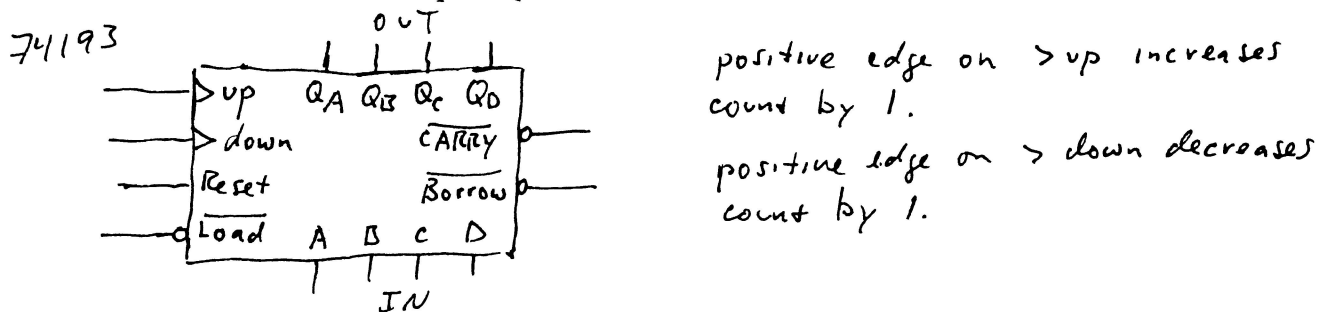 OUT
74193
>up QA QB QC QD
>down CARRY
Reset Borrow
Load A B C D
IN
positive edge on >up increases
count by 1.
positive edge on > down decreases
count by 1.